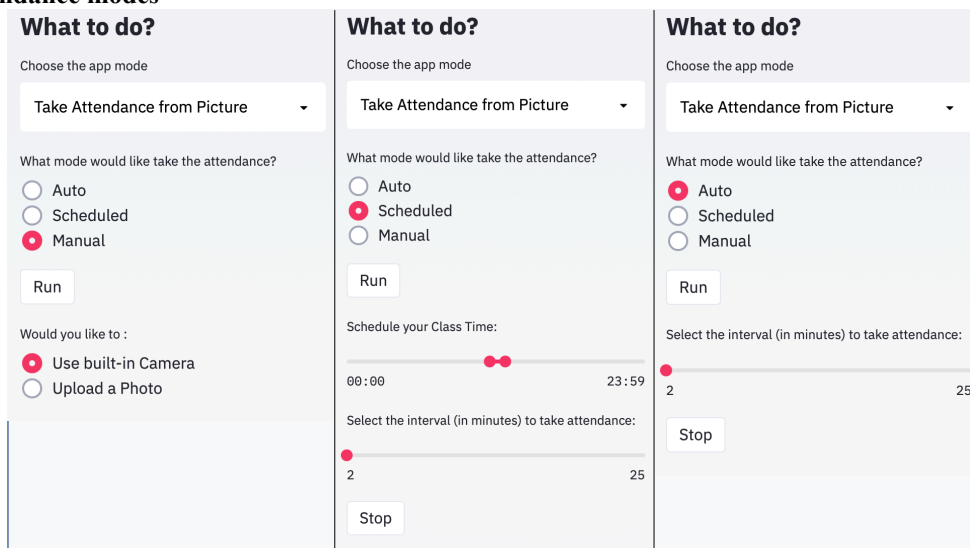 ndance modes
What to do?
Choose the app mode
Take Attendance from Picture
What mode would like take the attendance?
Auto
Scheduled
Manual
Run
Would you like to :
Use built-in Camera
Upload a Photo
What to do?
Choose the app mode
Take Attendance from Picture
What mode would like take the attendance?
Auto
Scheduled
Manual
Run
Schedule your Class Time:
00:00 23:59
Select the interval (in minutes) to take attendance:
2 25
Stop
What to do?
Choose the app mode
Take Attendance from Picture
What mode would like take the attendance?
Auto
Scheduled
Manual
Run
Select the interval (in minutes) to take attendance:
2 25
Stop